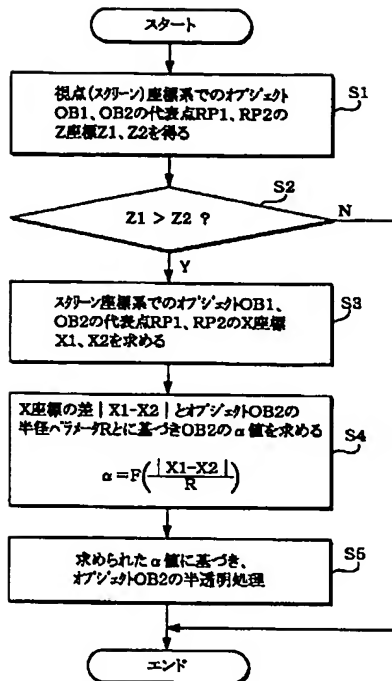 スタート
S1
視点(スクリーン)座標系でのオブジェクト
OB1、OB2の代表点RP1、RP2の
Z座標Z1、Z2を得る
S2
Z1 > Z2 ?
N
Y
S3
スクリーン座標系でのオブジェクトOB1、
OB2の代表点RP1、RP2のX座標
X1、X2を求める
S4
X座標の差|X1-X2|とオブジェクトOB2の
半径パラメータRとに基づきOB2のα値を求める
α=F(|X1-X2|/R)
S5
求められたα値に基づき、
オブジェクトOB2の半透明処理
エンド